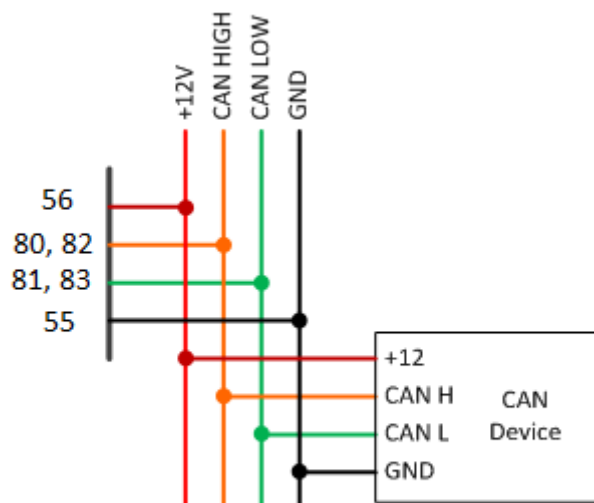 +12V
CAN HIGH
CAN LOW
GND
56
80, 82
81, 83
55
+12
CAN H
CAN L
GND
CAN
Device